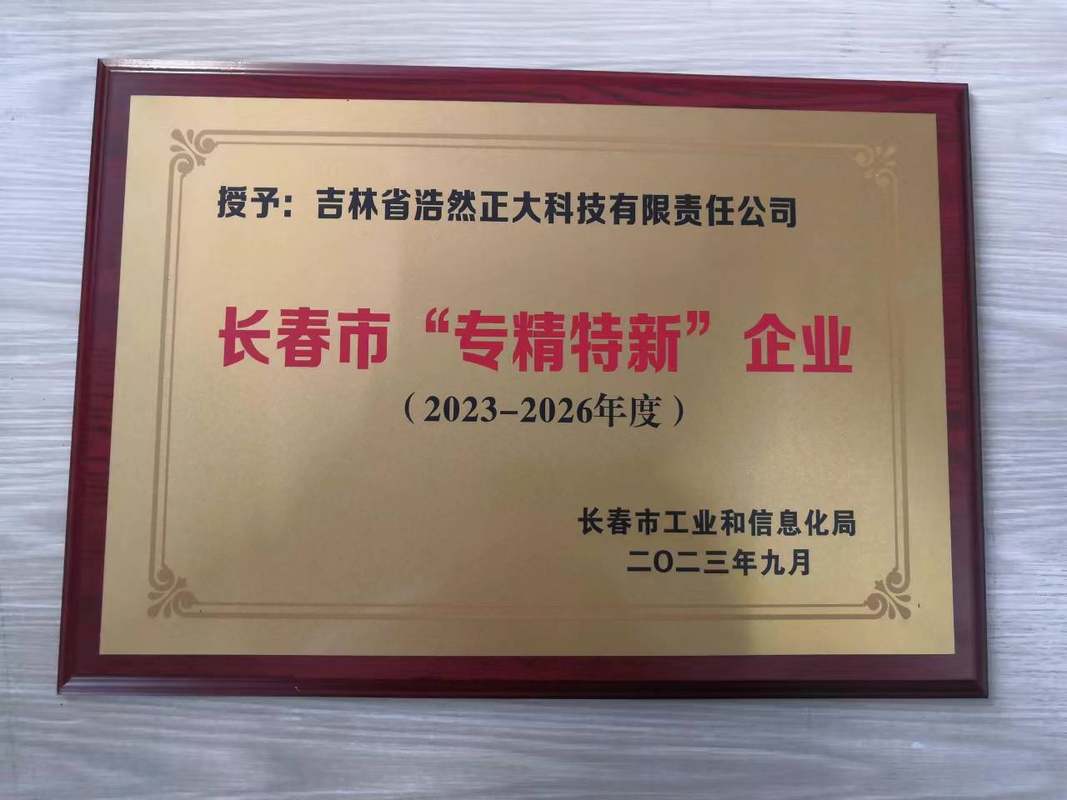 授予：吉林省浩然正大科技有限责任公司
长春市“专精特新”企业
（2023-2026年度）
长春市工业和信息化局
二〇二三年九月